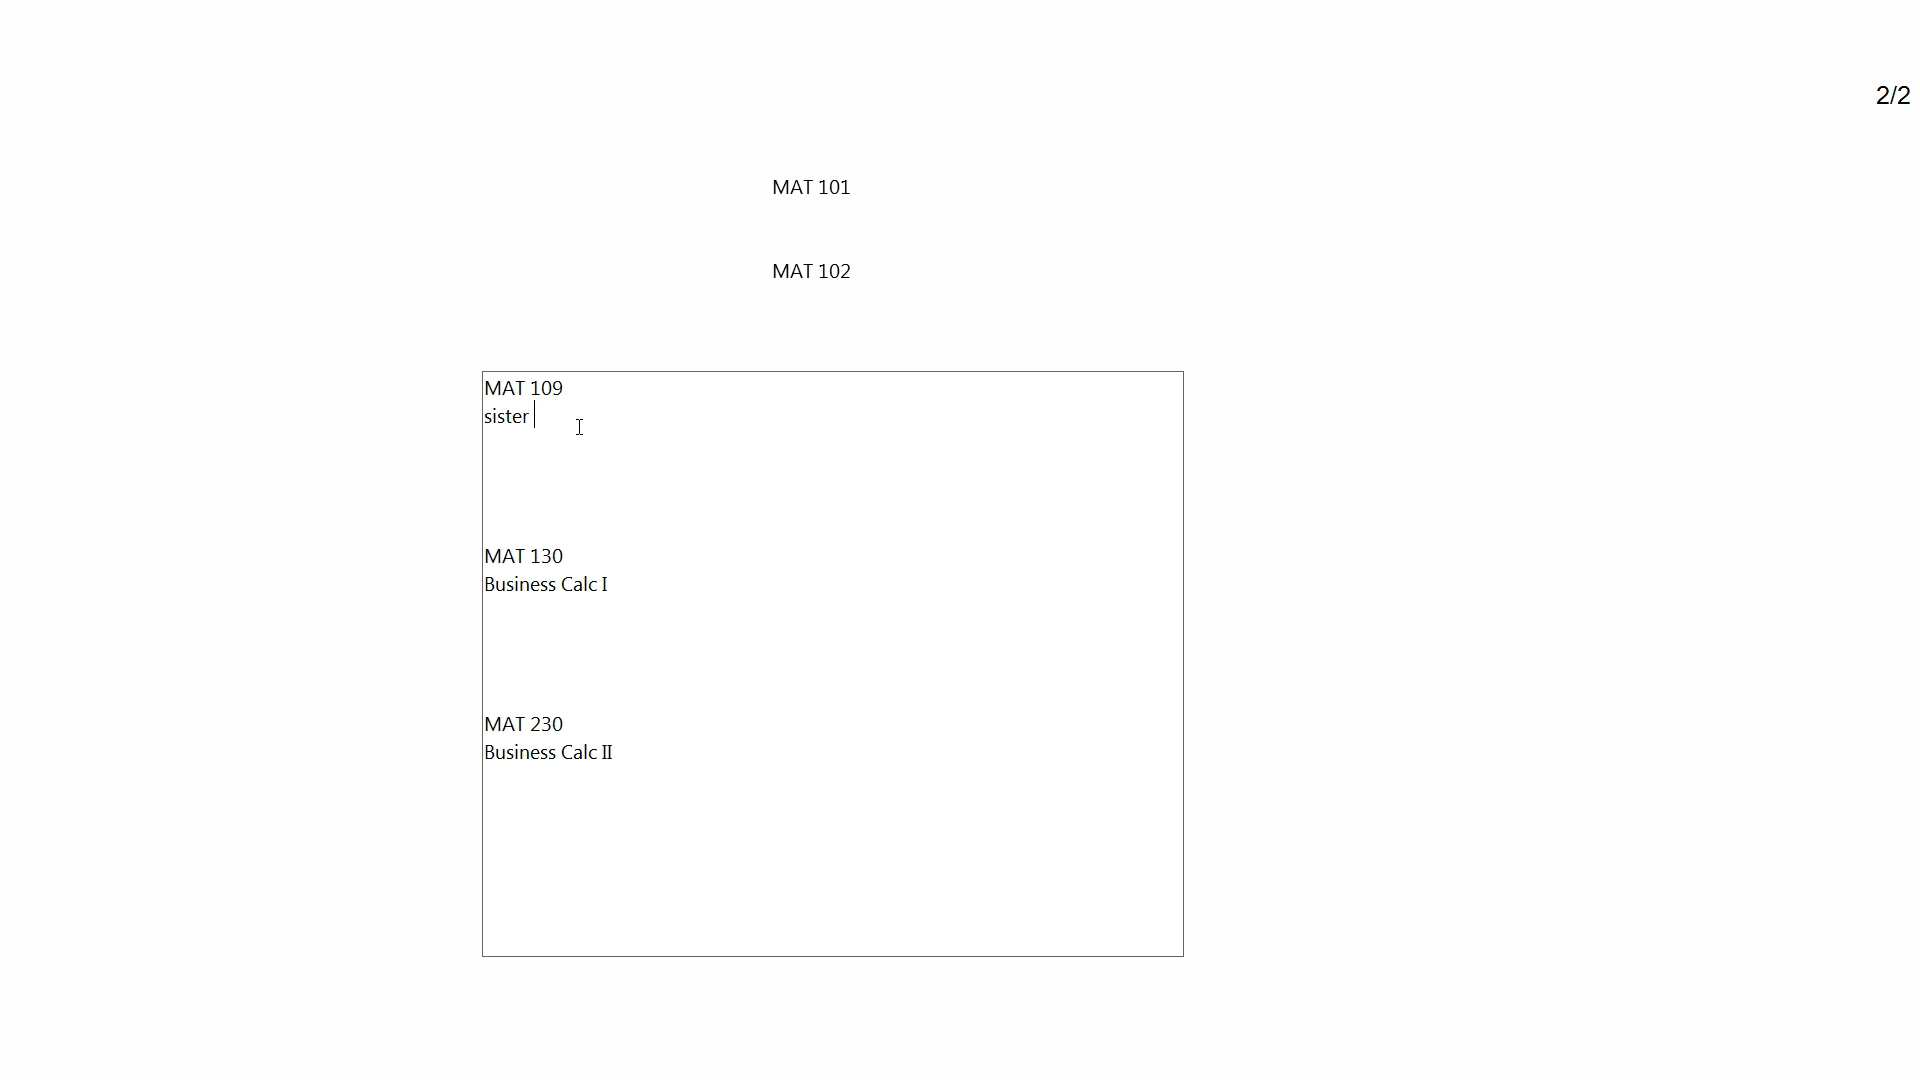 2/2
MAT 101
MAT 102
MAT 109
sister
MAT 130
Business Calc I
MAT 230
Business Calc II